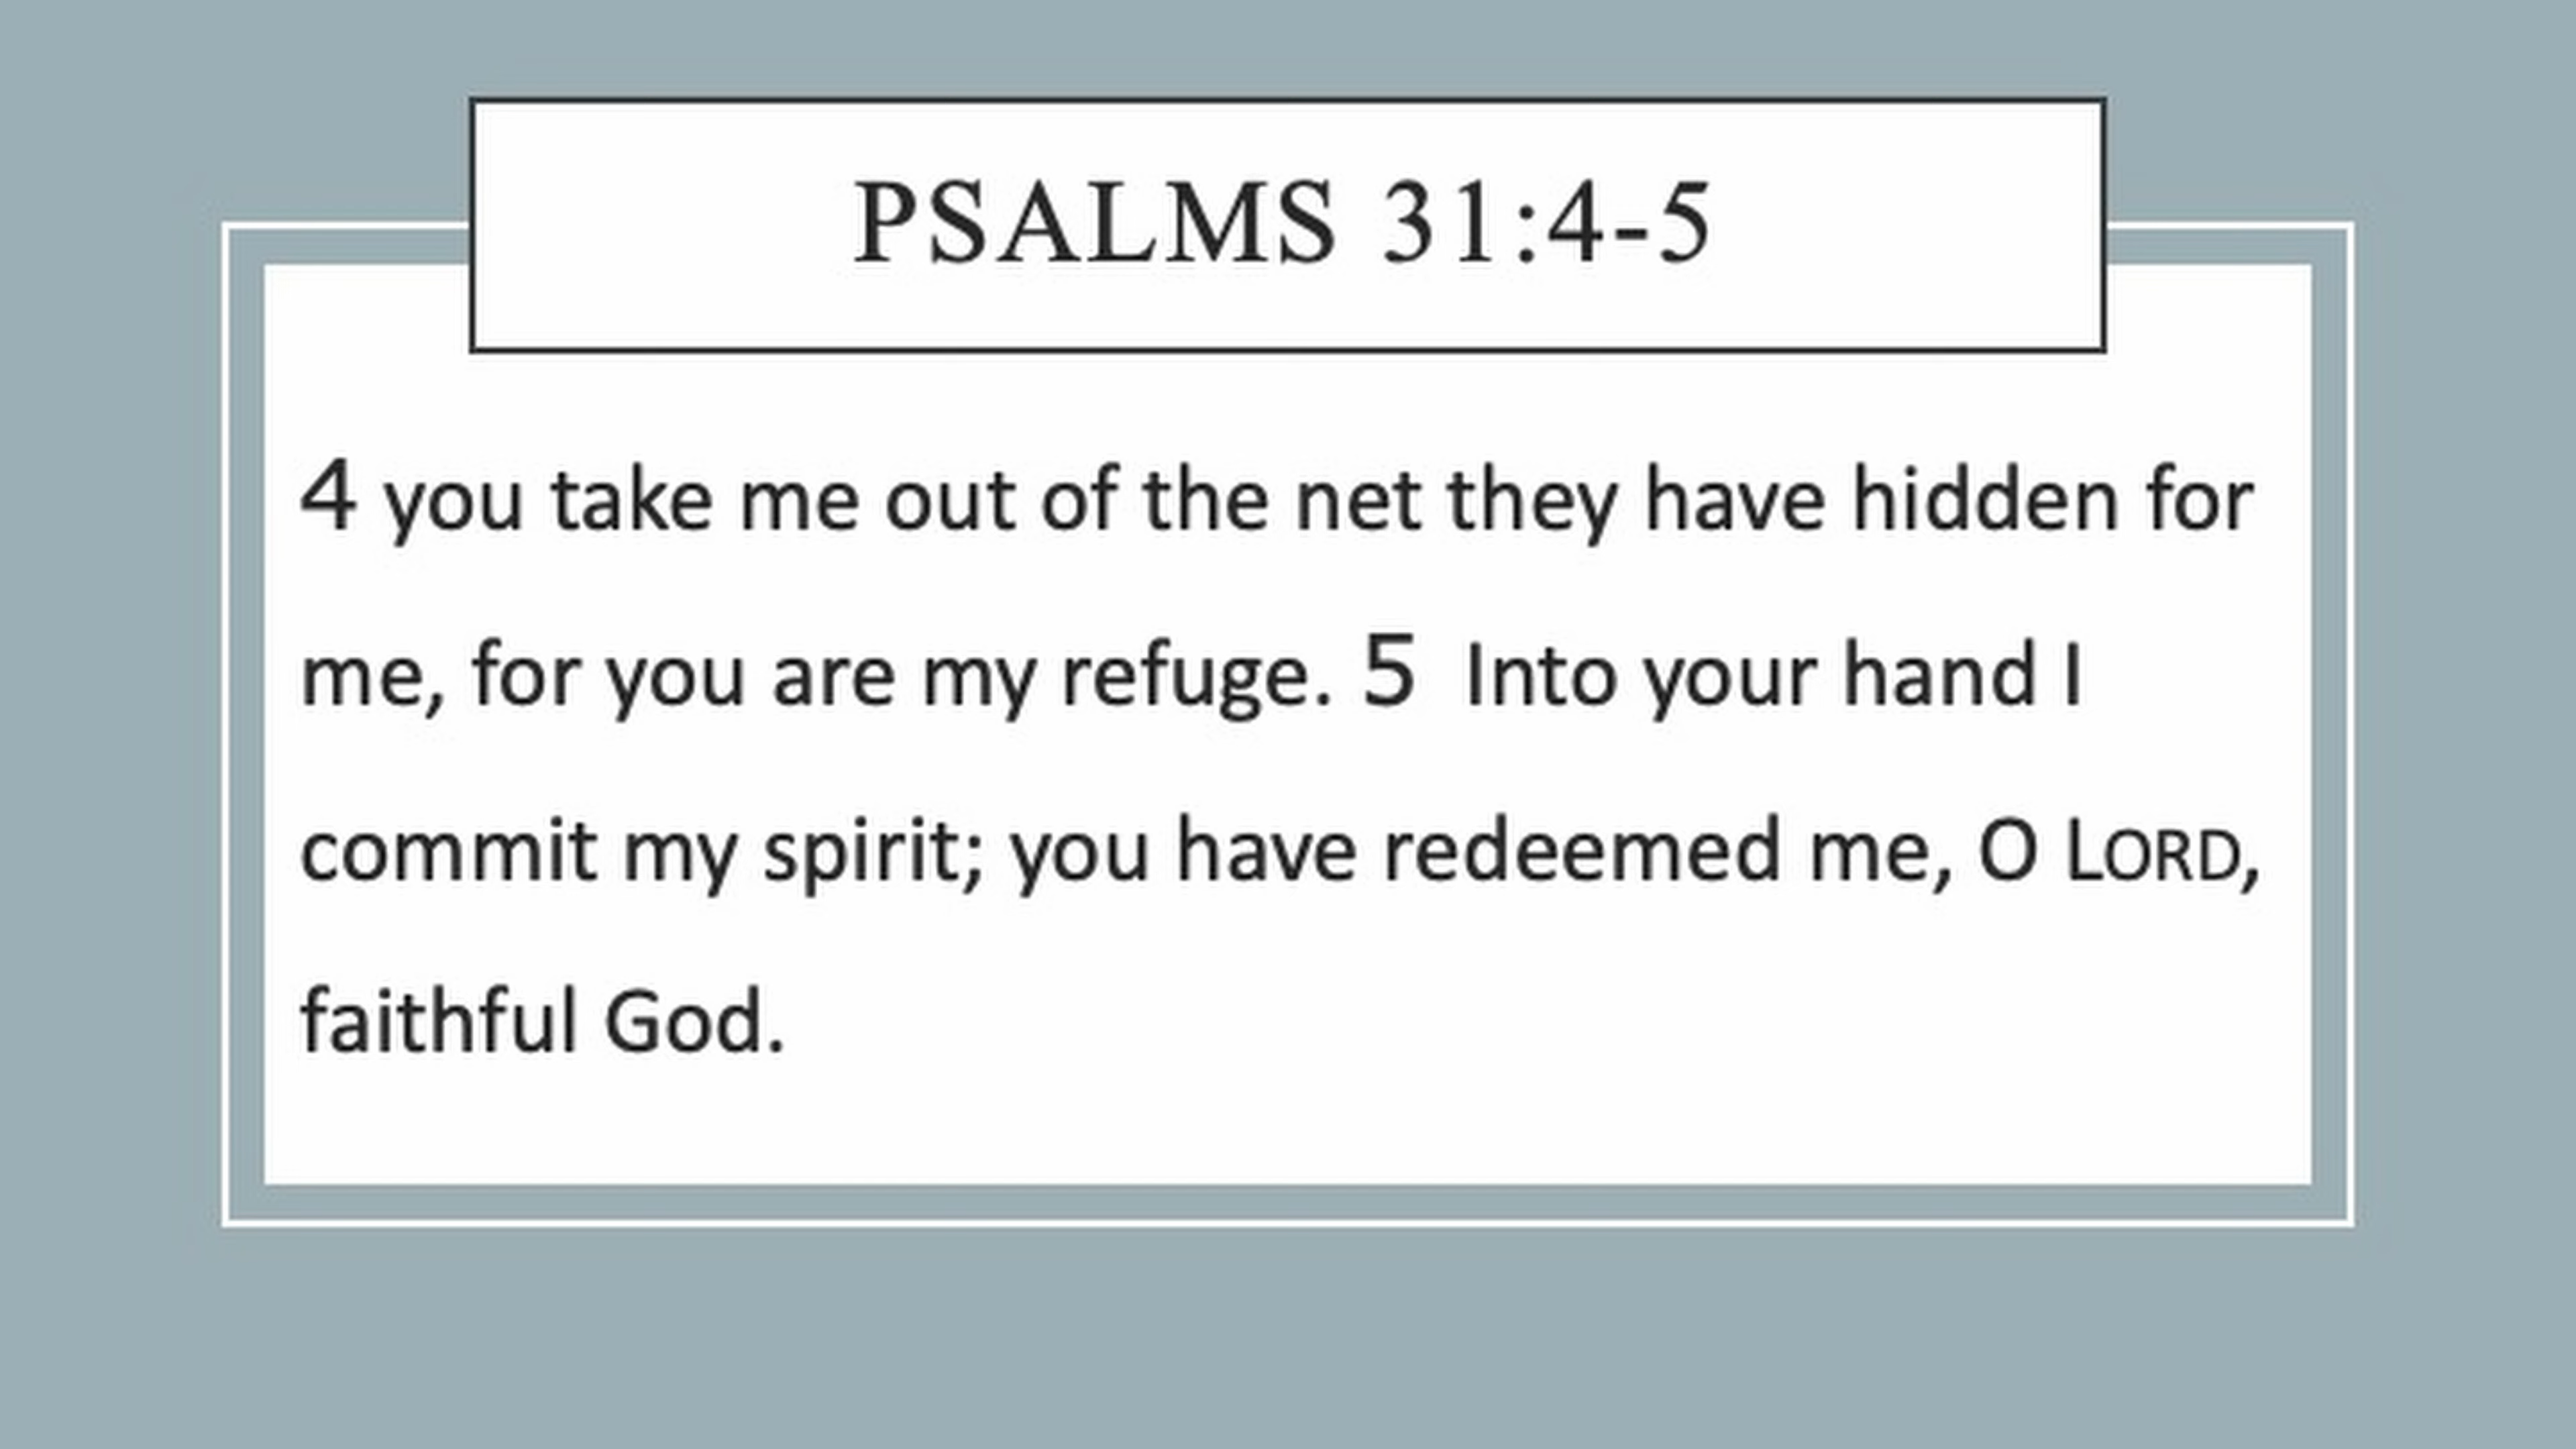 PSALMS 31:4-5
4 you take me out of the net they have hidden for
me, for you are my refuge. 5  Into your hand I
commit my spirit; you have redeemed me, O LORD,
faithful God.